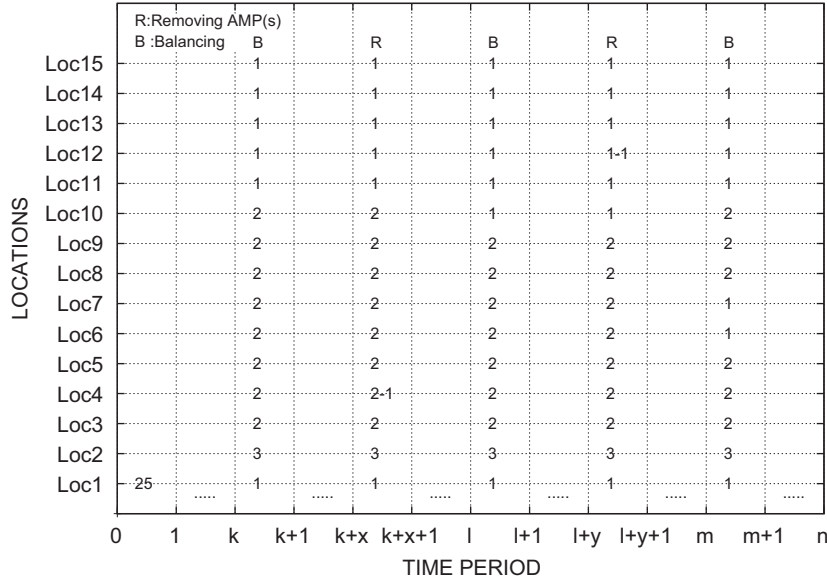 R:Removing AMP(s)
B :Balancing B R B R B
Loc15 1 1 1 1 1
Loc14 1 1 1 1 1
Loc13 1 1 1 1 1
Loc12 1 1 1 1-1 1
Loc11 1 1 1 1 1
Loc10 2 2 1 1 2
Loc9 2 2 2 2 2
Loc8 2 2 2 2 2
Loc7 2 2 2 2 1
Loc6 2 2 2 2 1
Loc5 2 2 2 2 2
Loc4 2 2-1 2 2 2
Loc3 2 2 2 2 2
Loc2 3 3 3 3 3
Loc1 25 ..... 1 ..... 1 ..... 1 ..... 1 ..... 1 .....
0 1 k k+1 k+x k+x+1 l l+1 l+y l+y+1 m m+1 n
TIME PERIOD
LOCATIONS